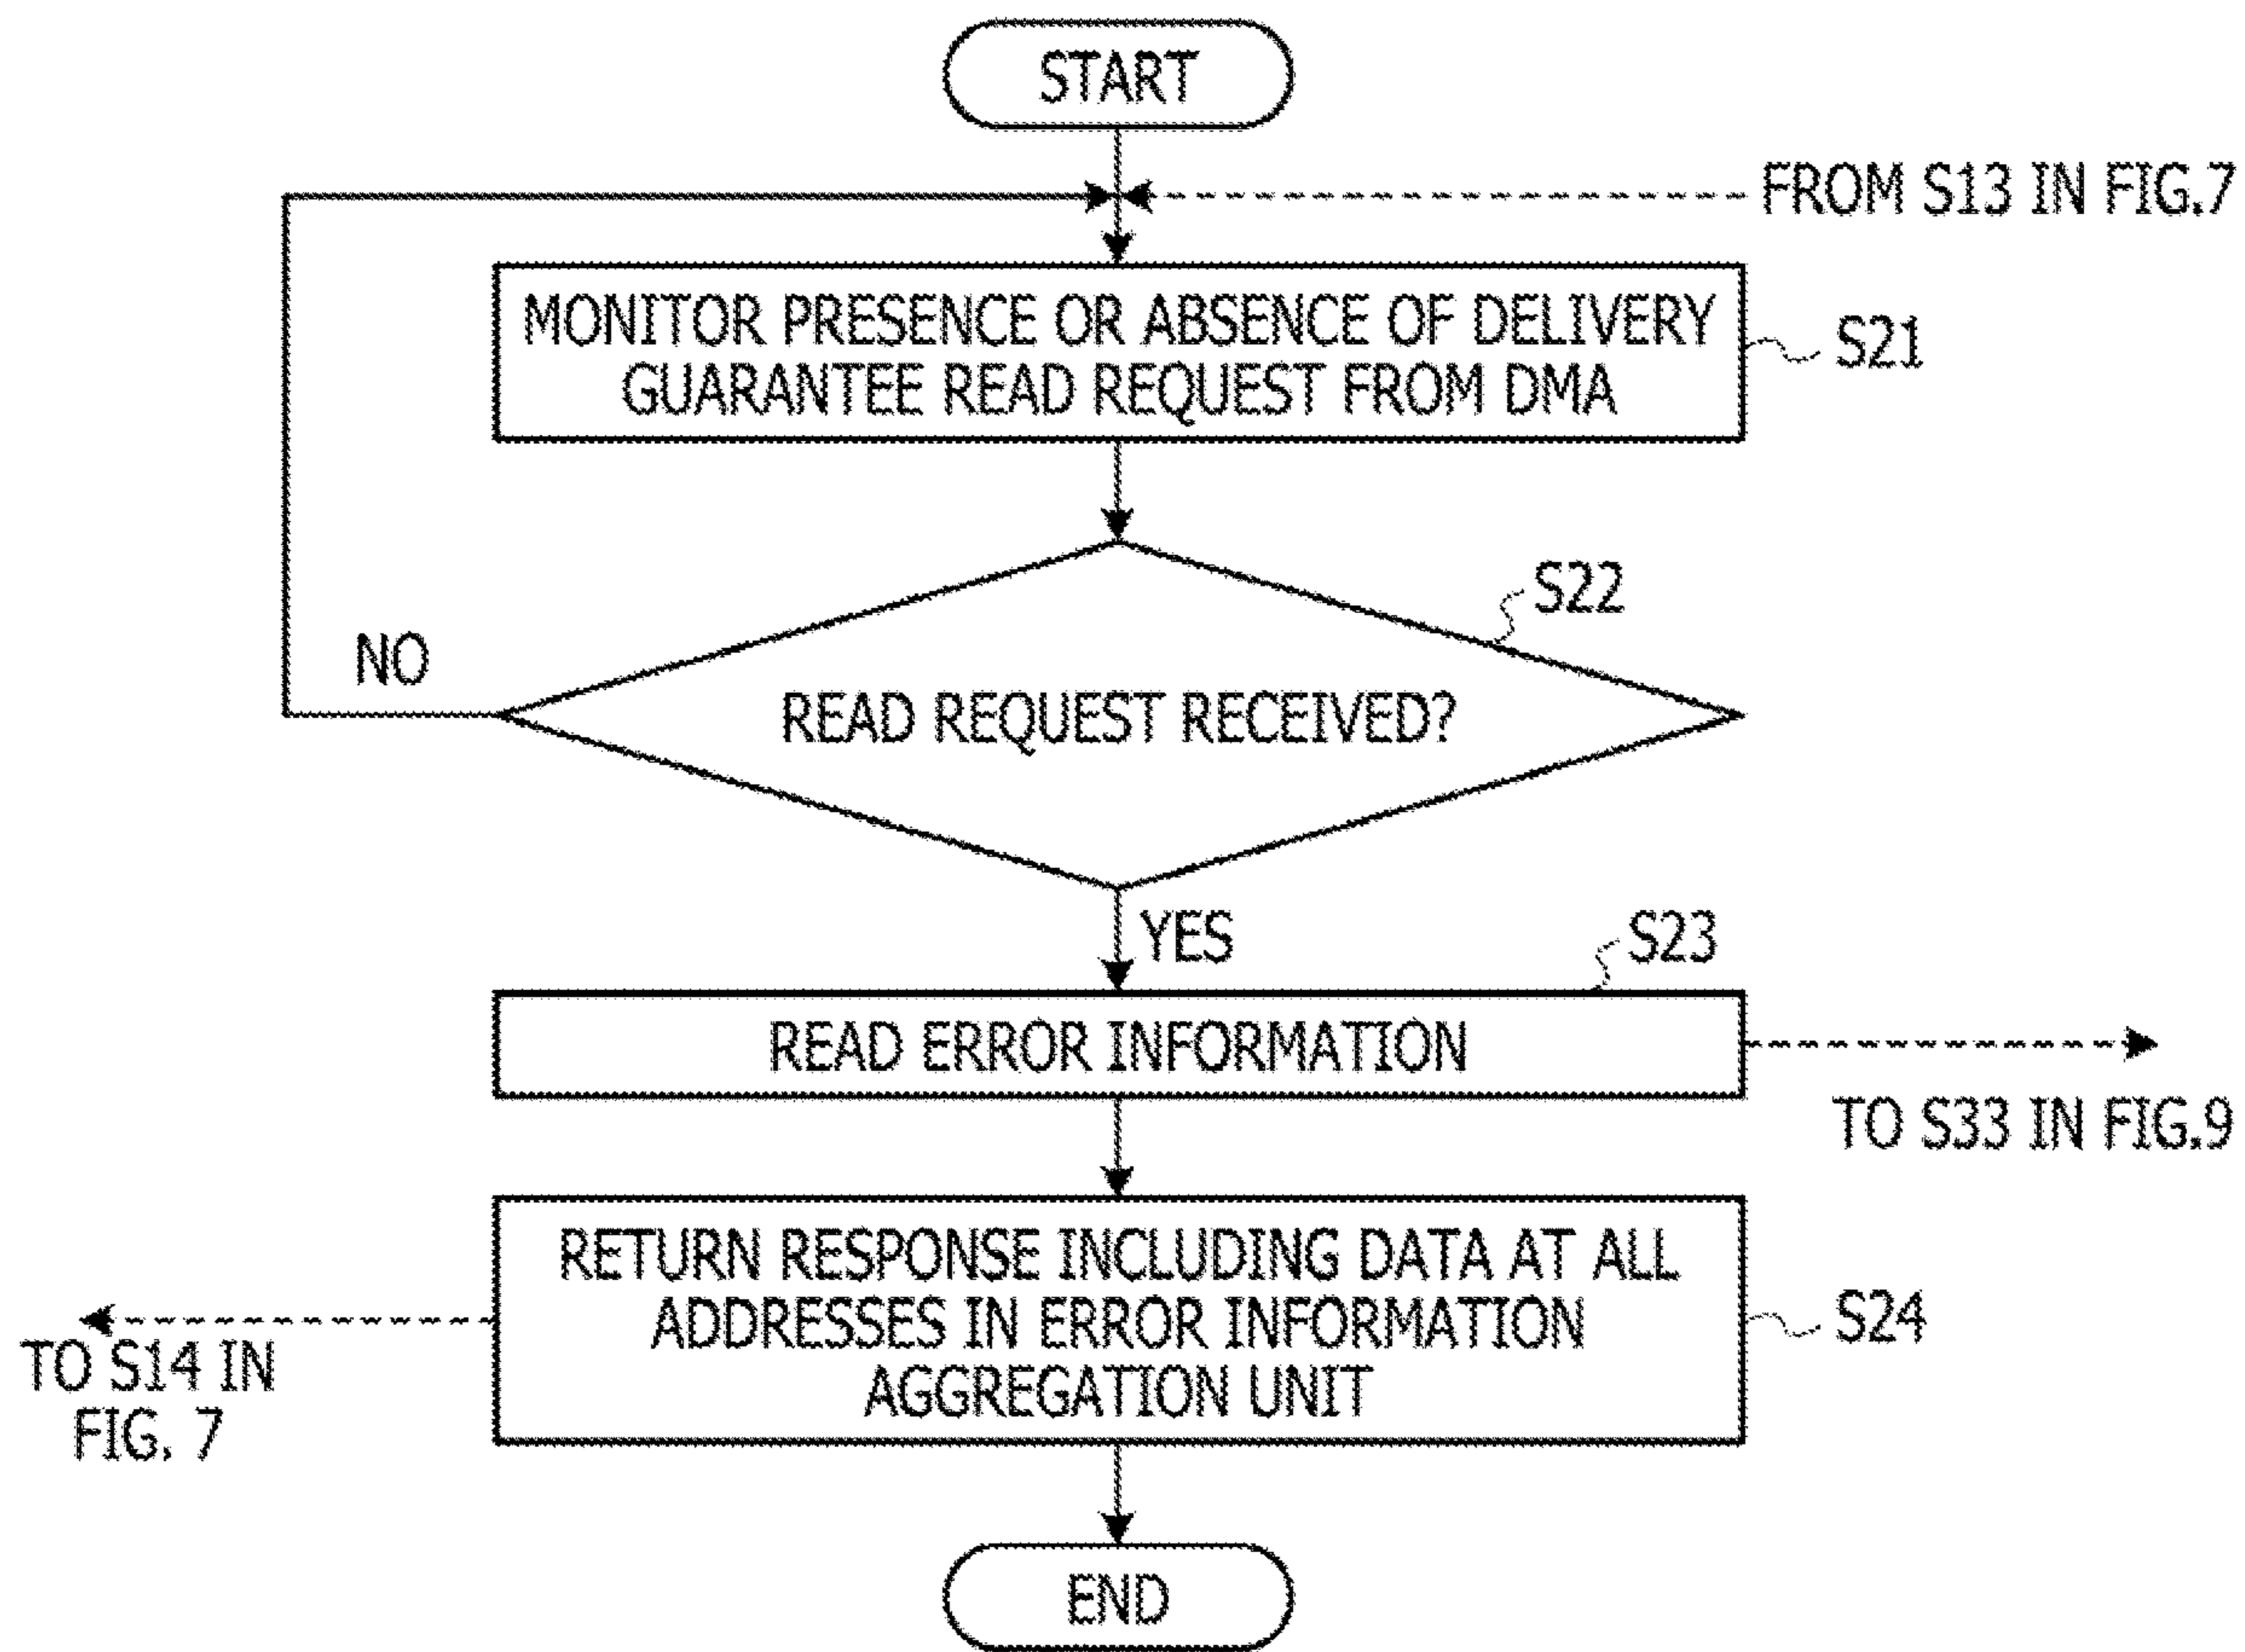 START
FROM S13 IN FIG.7
MONITOR PRESENCE OR ABSENCE OF DELIVERY
GUARANTEE READ REQUEST FROM DMA
S21
S22
NO
READ REQUEST RECEIVED?
YES
S23
READ ERROR INFORMATION
TO S33 IN FIG.9
RETURN RESPONSE INCLUDING DATA AT ALL
ADDRESSES IN ERROR INFORMATION
AGGREGATION UNIT
S24
TO S14 IN
FIG. 7
END